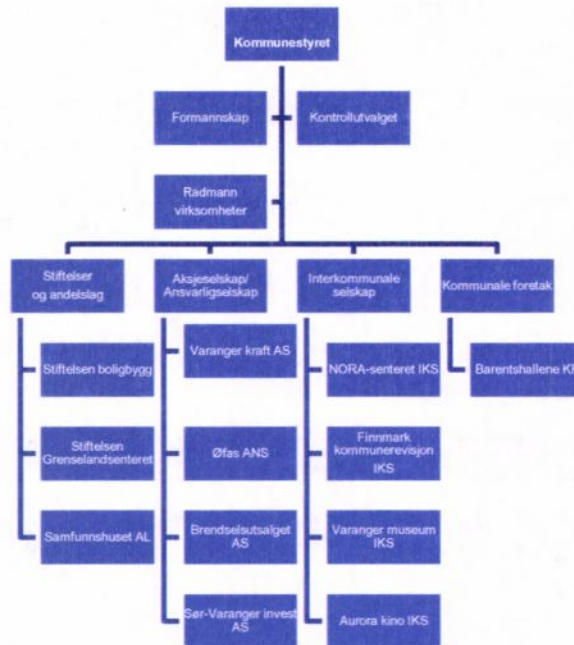 Kommunestyret
Formannskap
Kontrollutvalget
Radmann
virksomheter
Stiftelser
og andelslag
Aksjeselskap/
Ansvarligselskap
Interkommunale
selskap
Kommunale foretak
Stiftelsen boligbygg
Stiftelsen
Grenselandsenteret
Samfunnshuset AL
Varanger kraft AS
Øfas ANS
Brendselsutsalget
AS
Sør-Varanger invest
AS
NORA-senteret IKS
Finnmark
kommunerevisjon
IKS
Varanger museum
IKS
Aurora kino IKS
Barentshallene KF